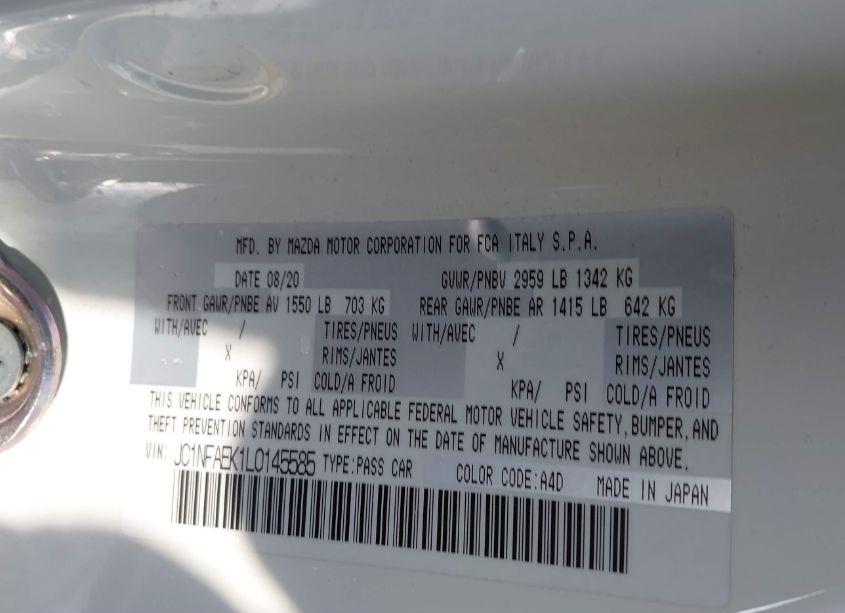 MFD. BY MAZDA MOTOR CORPORATION FOR FCA ITALY S.P.A.
DATE 08/20 GVWR/PNBV 2959 LB 1342 KG
FRONT GAWR/PNBE AV 1550 LB 703 KG REAR GAWR/PNBE AR 1415 LB 642 KG
WITH/AVEC / TIRES/PNEUS WITH/AVEC / TIRES/PNEUS
X RIMS/JANTES X RIMS/JANTES
KPA/ PSI COLD/A FROID KPA/ PSI COLD/A FROID
THIS VEHICLE CONFORMS TO ALL APPLICABLE FEDERAL MOTOR VEHICLE SAFETY, BUMPER, AND
THEFT PREVENTION STANDARDS IN EFFECT ON THE DATE OF MANUFACTURE SHOWN ABOVE.
VIN: JC1NFAEK1L0145585 TYPE:PASS CAR COLOR CODE:A4D MADE IN JAPAN